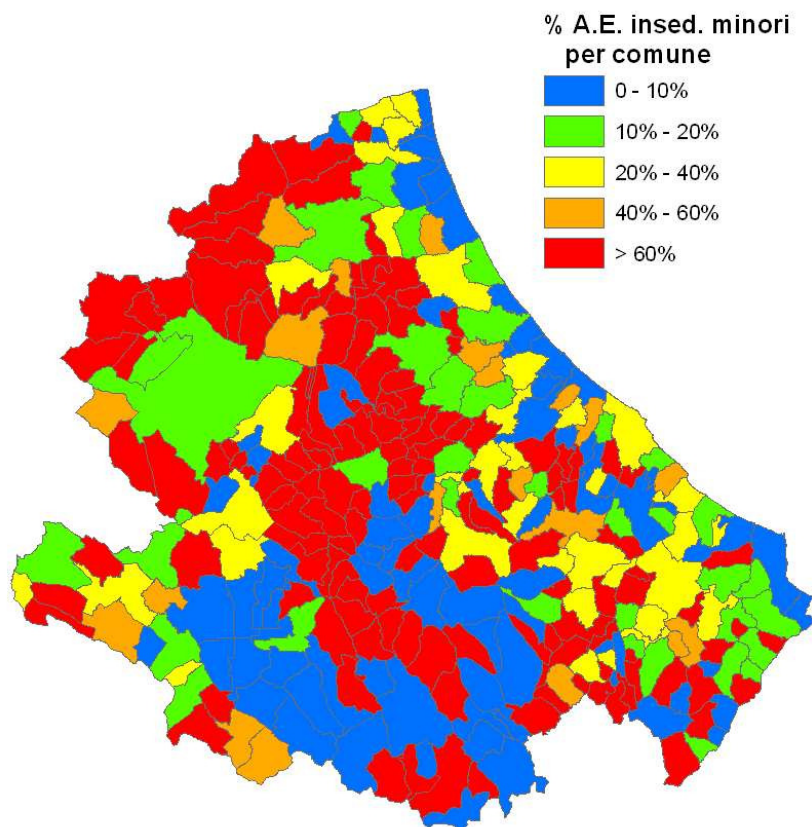 % A.E. insed. minori
per comune
0 - 10%
10% - 20%
20% - 40%
40% - 60%
> 60%